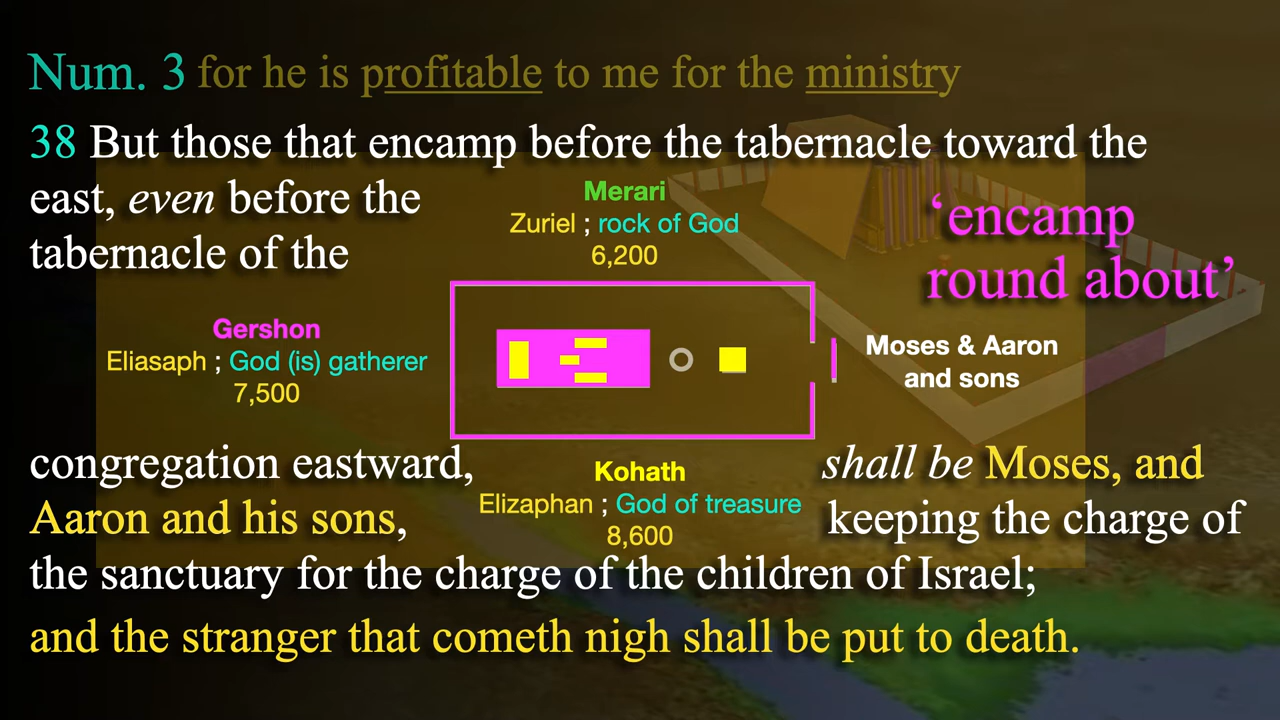 Num. 3 for he is profitable to me for the ministry
38 But those that encamp before the tabernacle toward the
east, even before the
tabernacle of the
Merari
Zuriel ; rock of God
6,200
‘encamp
round about’
Gershon
Eliasaph ; God (is) gatherer
7,500
Moses & Aaron
and sons
congregation eastward,
shall be Moses, and
Kohath
Elizaphan ; God of treasure
8,600
Aaron and his sons,
keeping the charge of
the sanctuary for the charge of the children of Israel;
and the stranger that cometh nigh shall be put to death.